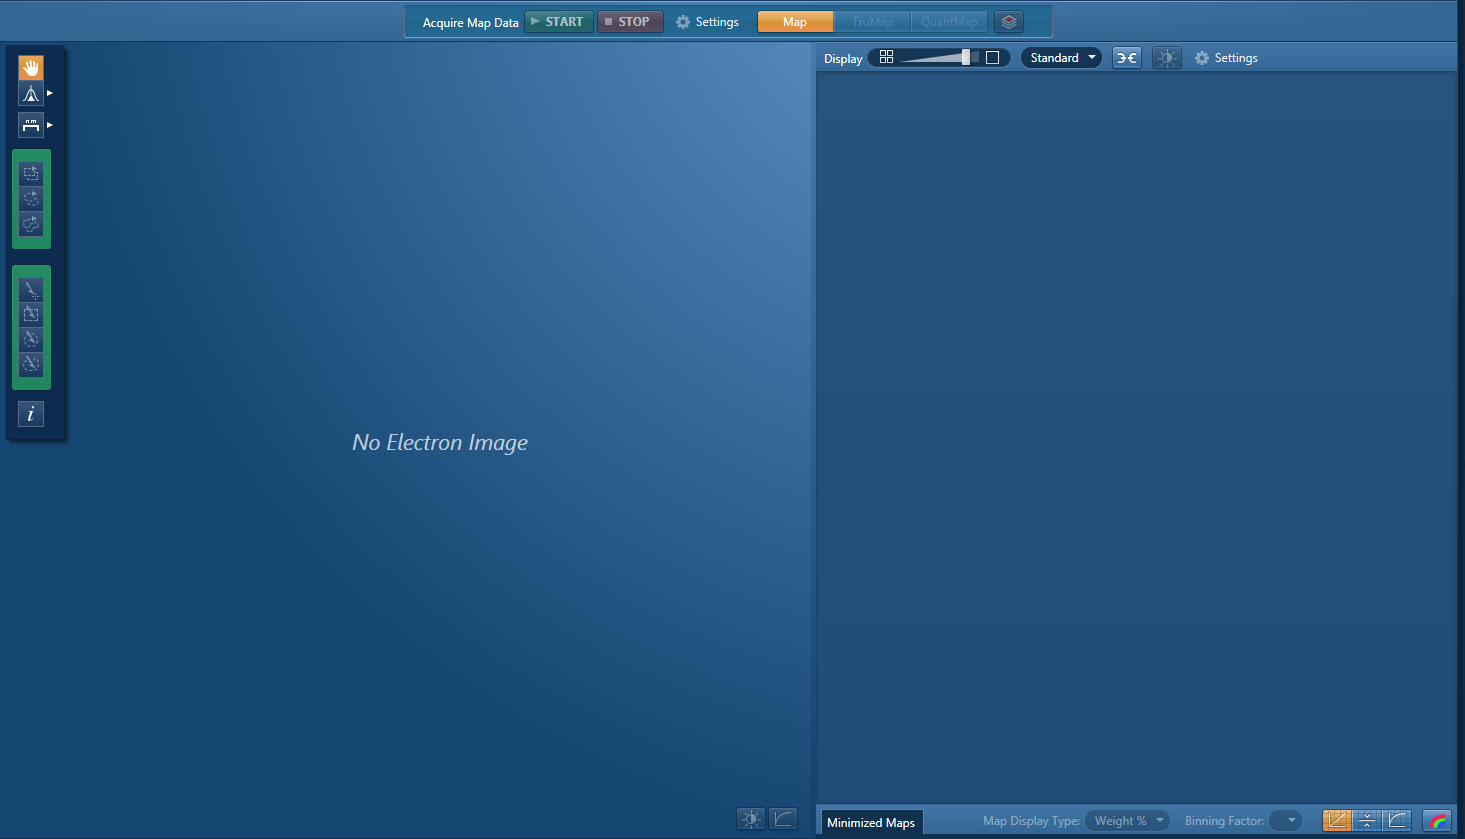 Acquire Map Data START STOP Settings Map TruMap QuantMap
Display Standard Settings
No Electron Image
i
Minimized Maps Map Display Type: Weight % Binning Factor: